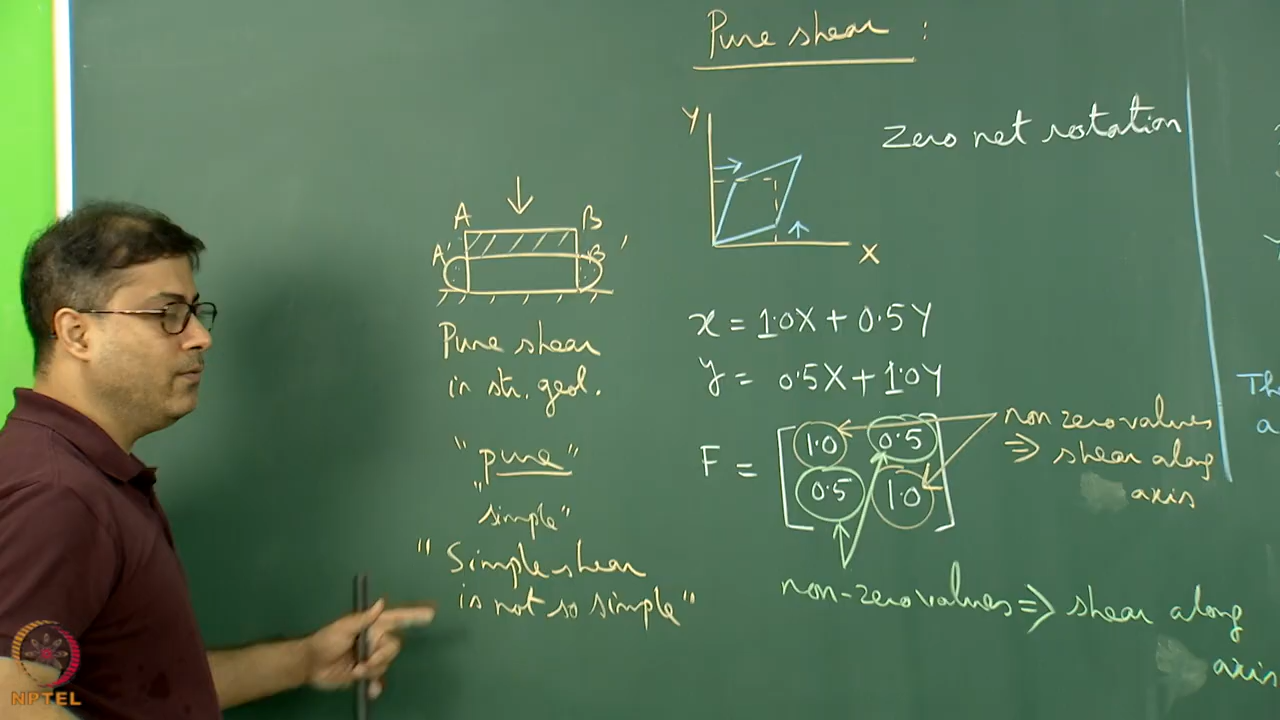 Pure shear :
Y
Zero net rotation
X
A B
A' B'
Pure shear
in str. geol.
"pure"
"simple"
"Simple shear
is not so simple"
x = 1.0X + 0.5Y
y = 0.5X + 1.0Y
F = [1.0 0.5
0.5 1.0]
non zero values
⇒ shear along
axis
non-zero values ⇒ shear along
axis
Th
a
NPTEL